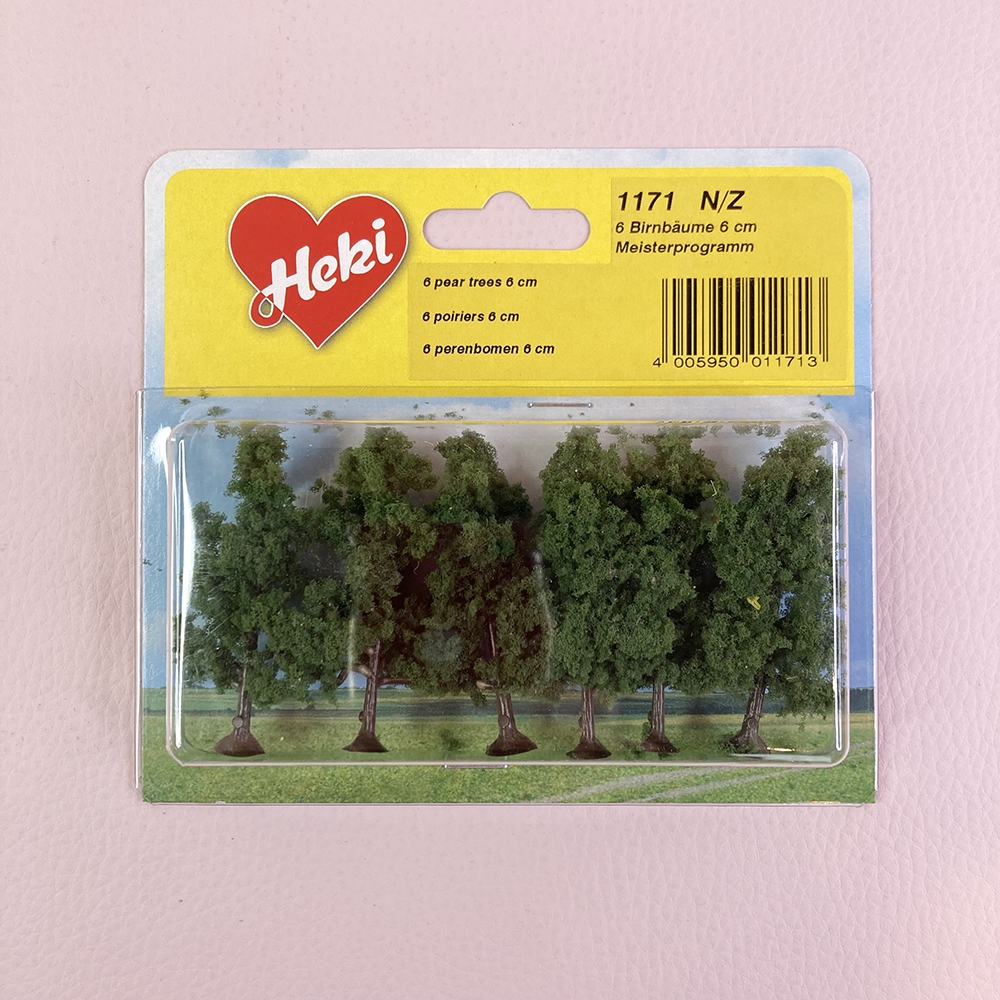 Heki
1171 N/Z
6 Birnbäume 6 cm
Meisterprogramm
6 pear trees 6 cm
6 poiriers 6 cm
6 perenbomen 6 cm
4 005950 011713